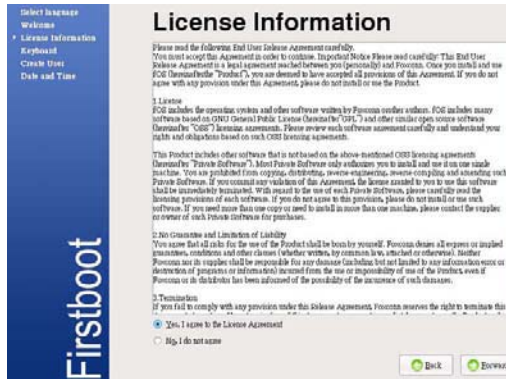 Select language
Welcome
License Information
Keyboard
Create User
Date and Time
Firstboot
License Information
Please read the following End User Release Agreement carefully.
You must accept this Agreement in order to continue. Important Notice Please read carefully: This End User
Release Agreement is a legal agreement reached between you (personally) and Foxconn. Once you install and use
FOS (hereinafter the "Product"), you are deemed to have accepted all provisions of this Agreement. If you do not
agree with any provision under this Agreement, please do not install or use the Product.
1.License
FOS includes the operating system and other software written by Foxconn or other authors. FOS includes many
software based on GNU General Public License (hereinafter "GPL") and other similar open source software
(hereinafter "OSS") licensing agreements. Please review each software agreement carefully and understand your
rights and obligations based on such OSS licensing agreements.
This Product includes other software that is not based on the above-mentioned OSS licensing agreements
(hereinafter "Private Software"). Most Private Software only authorizes you to install and use it on one single
machine. You are prohibited from copying, distributing, reverse-engineering, reverse-compiling and amending such
Private Software. If you commit any violation of this Agreement, the license granted to you to use this software
shall be immediately terminated. With regard to the use of each Private Software, please carefully read the
licensing provisions of each software. If you do not agree to this provision, please do not install or use such
software. If you need more than one copy or need to install in more than one machine, please contact the supplier
or owner of such Private Software for purchases.
2.No Guarantee and Limitation of Liability
You agree that all risks for the use of the Product shall be born by yourself. Foxconn denies all express or implied
guarantees, conditions and other clauses (whether written, by common law, attached or otherwise). Neither
Foxconn nor its supplier shall be responsible for any damage (including but not limited to any information error or
destruction of programs or information) incurred from the use or impossibility of use of the Product, even if
Foxconn or its distributor has been informed of the possibility of the incurrence of such damages.
3.Termination
If you fail to comply with any provision under this Release Agreement, Foxconn reserves the right to terminate this
Yes, I agree to the License Agreement
No, I do not agree
Back
Forward